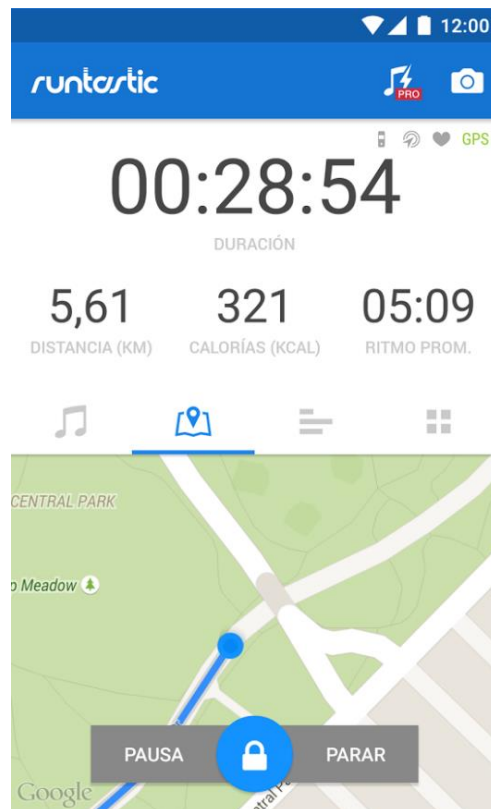 12:00
runtastic
PRO
GPS
00:28:54
DURACIÓN
5,61 321 05:09
DISTANCIA (KM) CALORÍAS (KCAL) RITMO PROM.
CENTRAL PARK
Meadow
PAUSA PARAR
Google